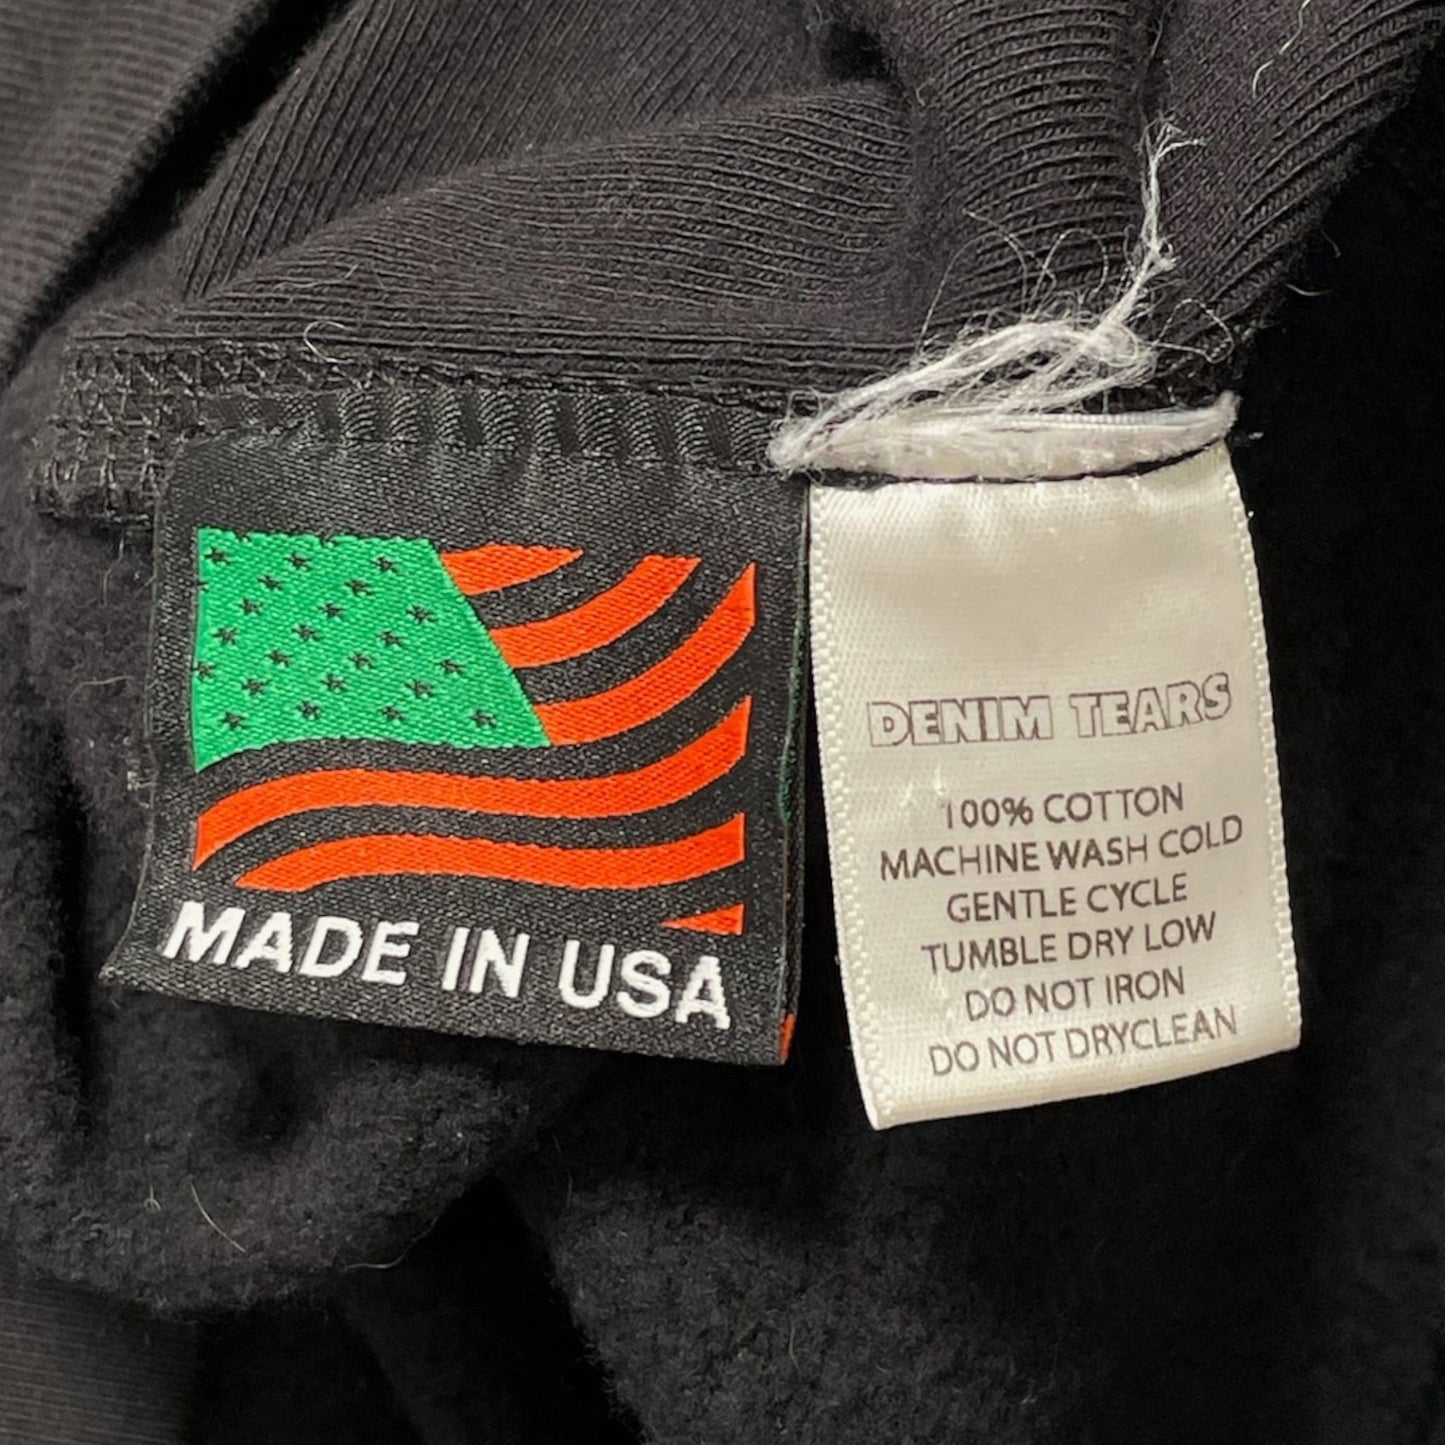 MADE IN USA
DENIM TEARS
100% COTTON
MACHINE WASH COLD
GENTLE CYCLE
TUMBLE DRY LOW
DO NOT IRON
DO NOT DRYCLEAN